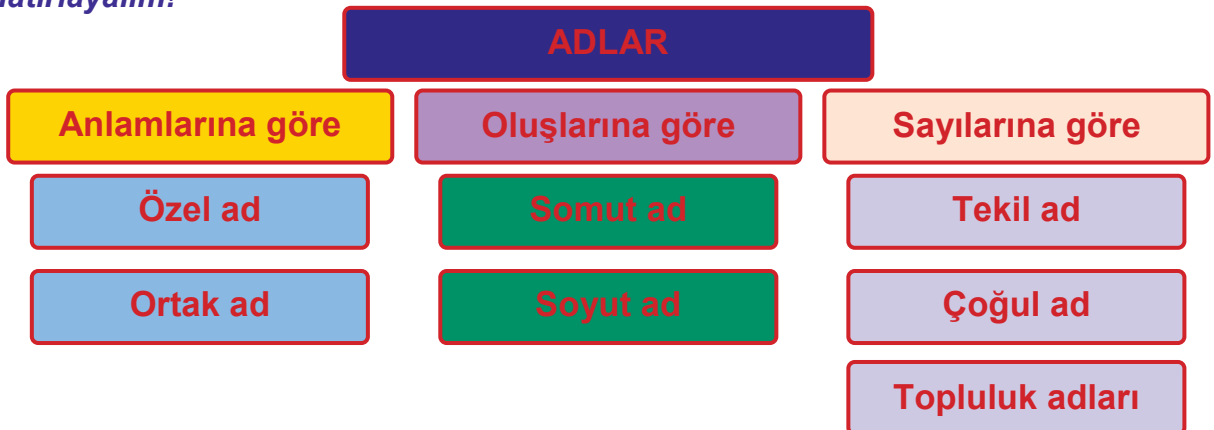 hatırlayalım!
ADLAR
Anlamlarına göre
Oluşlarına göre
Sayılarına göre
Özel ad
Somut ad
Tekil ad
Ortak ad
Soyut ad
Çoğul ad
Topluluk adları